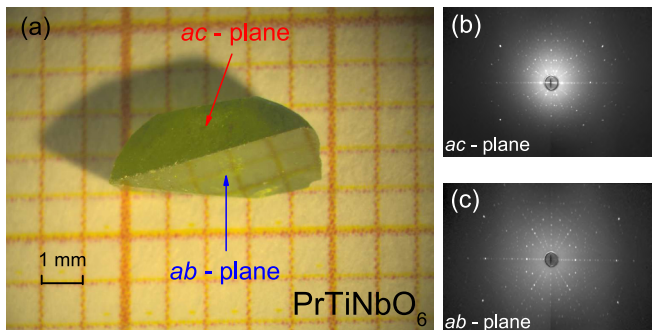 (a)
ac - plane
ab - plane
1 mm
PrTiNbO6
(b)
ac - plane
(c)
ab - plane